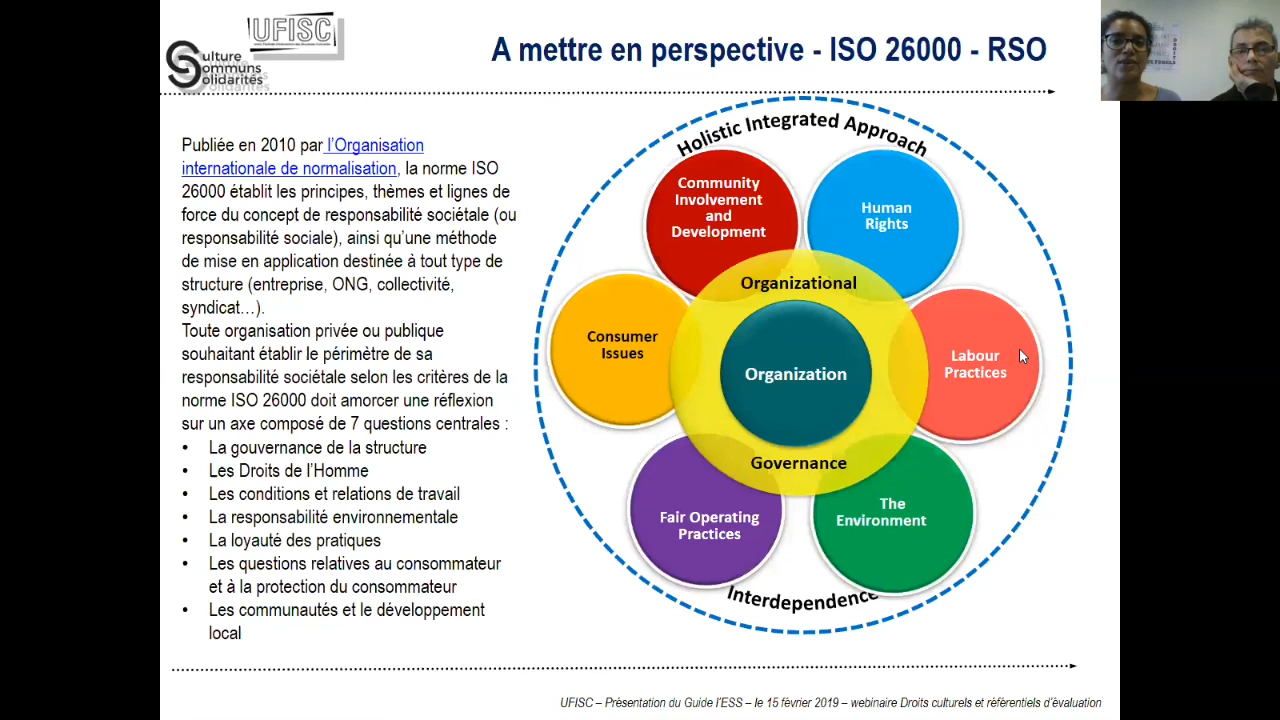 UFISC
Culture
Communs
Solidarités
A mettre en perspective - ISO 26000 - RSO
Publiée en 2010 par l'Organisation
internationale de normalisation, la norme ISO
26000 établit les principes, thèmes et lignes de
force du concept de responsabilité sociétale (ou
responsabilité sociale), ainsi qu'une méthode
de mise en application destinée à tout type de
structure (entreprise, ONG, collectivité,
syndicat…).
Toute organisation privée ou publique
souhaitant établir le périmètre de sa
responsabilité sociétale selon les critères de la
norme ISO 26000 doit amorcer une réflexion
sur un axe composé de 7 questions centrales :
• La gouvernance de la structure
• Les Droits de l'Homme
• Les conditions et relations de travail
• La responsabilité environnementale
• La loyauté des pratiques
• Les questions relatives au consommateur
et à la protection du consommateur
• Les communautés et le développement
local
Holistic Integrated Approach
Community
Involvement
and
Development
Human
Rights
Organizational
Consumer
Issues
Organization
Labour
Practices
Governance
Fair Operating
Practices
The
Environment
Interdependence
UFISC – Présentation du Guide l'ESS – le 15 février 2019 – webinaire Droits culturels et référentiels d'évaluation